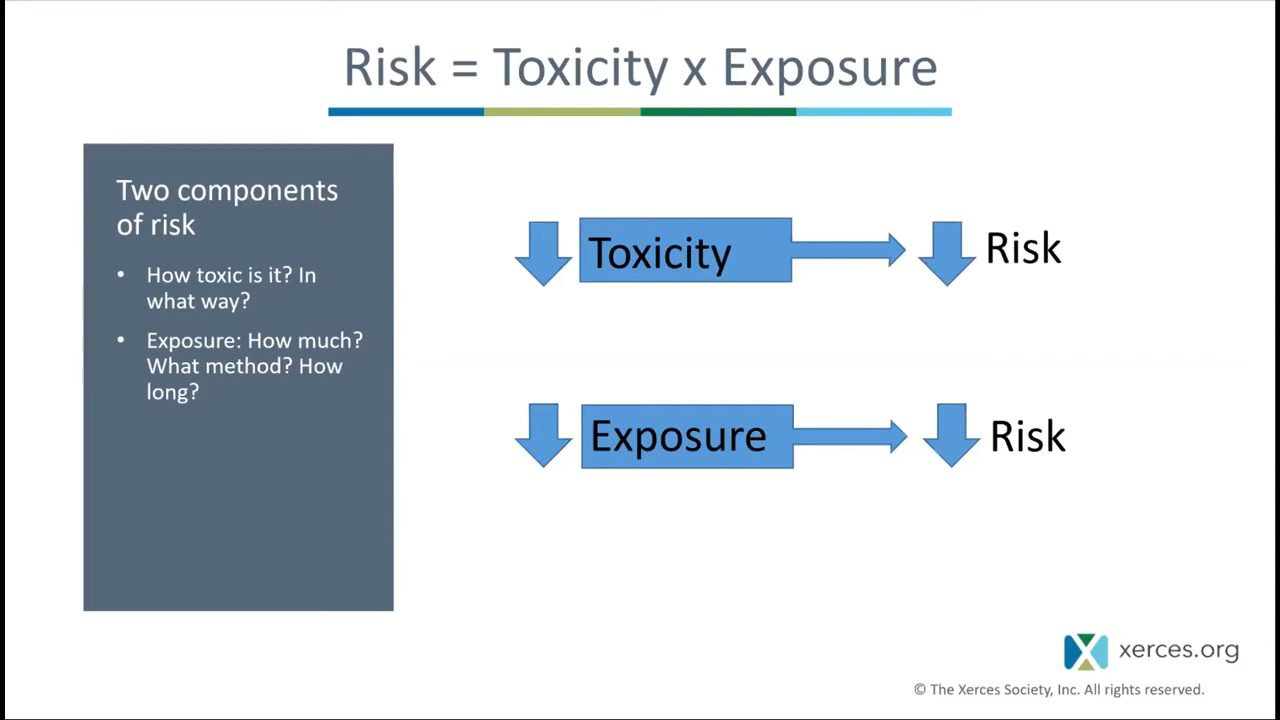 Risk = Toxicity x Exposure
Two components
of risk
• How toxic is it? In
what way?
• Exposure: How much?
What method? How
long?
Toxicity
Risk
Exposure
Risk
xerces.org
© The Xerces Society, Inc. All rights reserved.